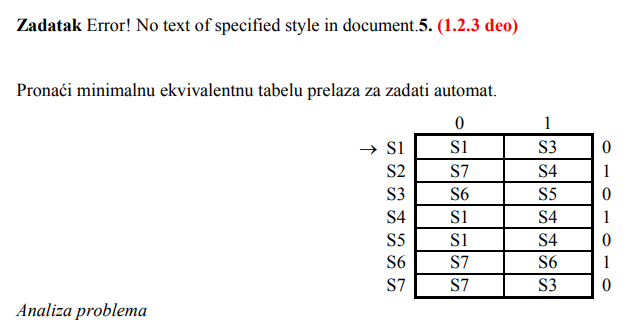 Zadatak Error! No text of specified style in document.5. (1.2.3 deo)
Pronaći minimalnu ekvivalentnu tabelu prelaza za zadati automat.
0 1
→ S1 S1 S3 0
S2 S7 S4 1
S3 S6 S5 0
S4 S1 S4 1
S5 S1 S4 0
S6 S7 S6 1
S7 S7 S3 0
Analiza problema